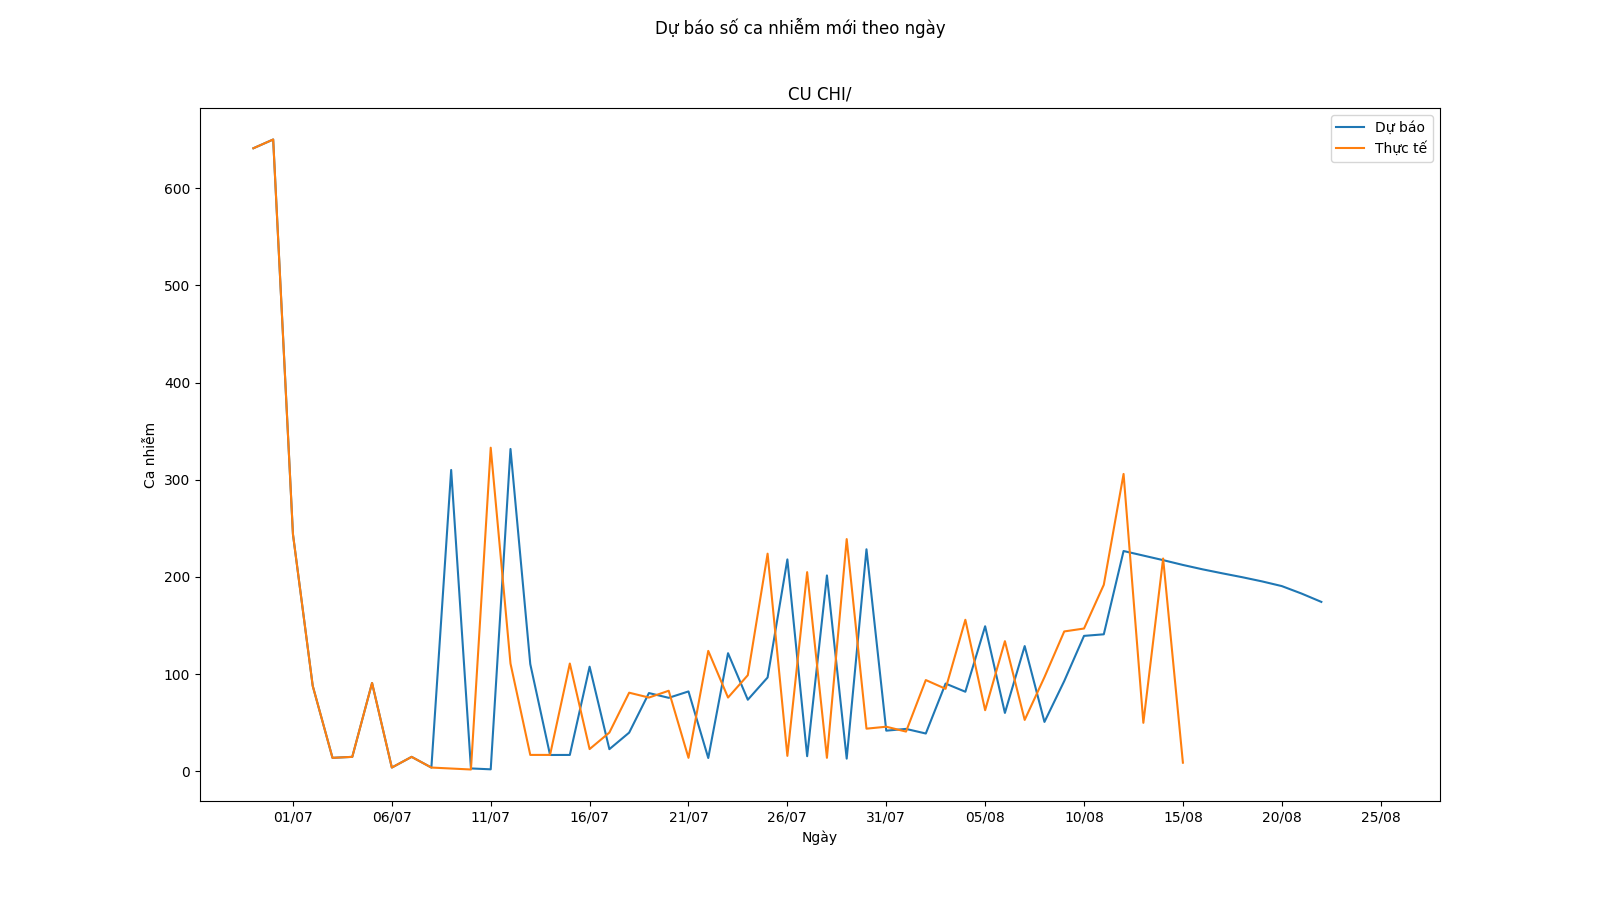 Dự báo số ca nhiễm mới theo ngày
CU CHI/
Dự báo
Thực tế
600
500
400
300
200
100
0
Ca nhiễm
01/07 06/07 11/07 16/07 21/07 26/07 31/07 05/08 10/08 15/08 20/08 25/08
Ngày